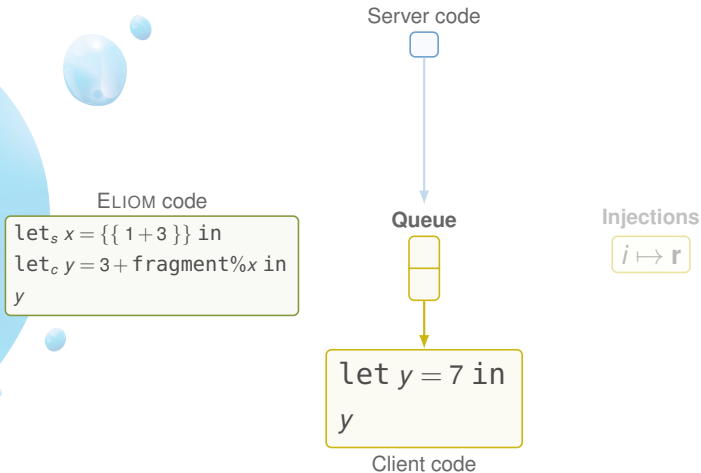 Server code
ELIOM code
let_s x = {{ 1+3 }} in
let_c y = 3 + fragment%x in
y
Queue
Injections
i ↦ r
let y = 7 in
y
Client code